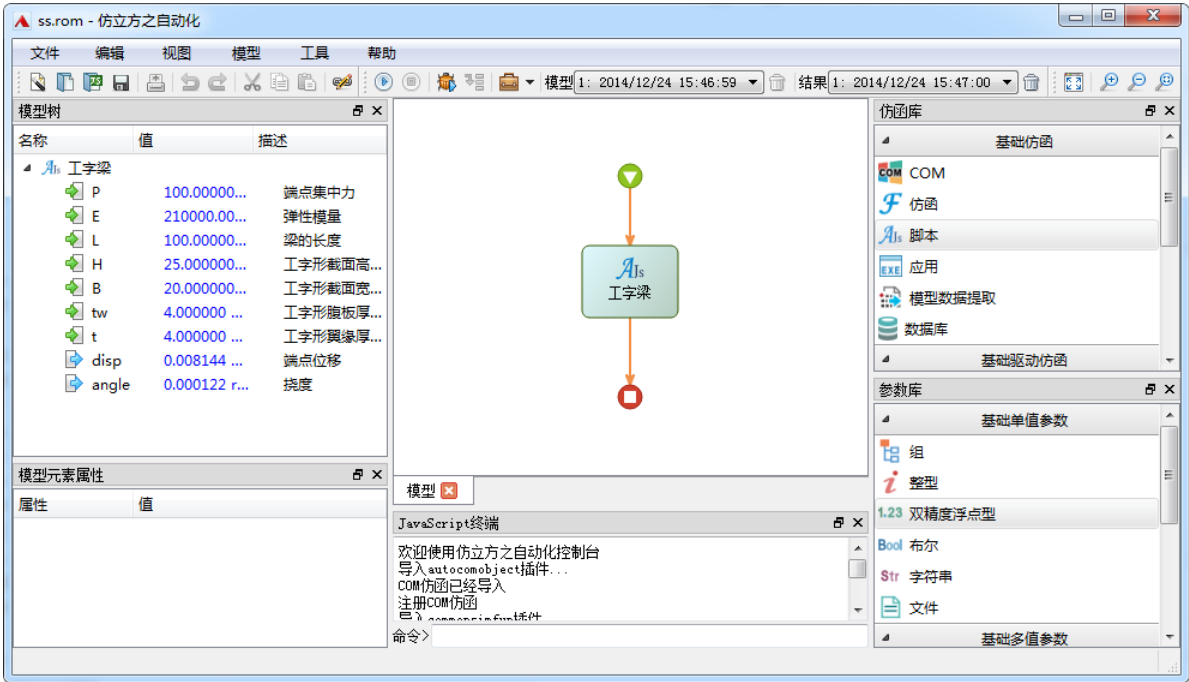 ss.rom - 仿立方之自动化
文件 编辑 视图 模型 工具 帮助
模型 1: 2014/12/24 15:46:59 结果 1: 2014/12/24 15:47:00
模型树
名称 值 描述
工字梁
P 100.00000... 端点集中力
E 210000.00... 弹性模量
L 100.00000... 梁的长度
H 25.000000... 工字形截面高...
B 20.000000... 工字形截面宽...
tw 4.000000 ... 工字形腹板厚...
t 4.000000 ... 工字形翼缘厚...
disp 0.008144 ... 端点位移
angle 0.000122 r... 挠度
模型元素属性
属性 值
AJs
工字梁
模型
JavaScript终端
欢迎使用仿立方之自动化控制台
导入autocomobject插件...
COM仿函已经导入
注册COM仿函
命令>
仿函库
基础仿函
COM COM
仿函
AJs 脚本
EXE 应用
模型数据提取
数据库
基础驱动仿函
参数库
基础单值参数
组
整型
1.23 双精度浮点型
Bool 布尔
Str 字符串
文件
基础多值参数